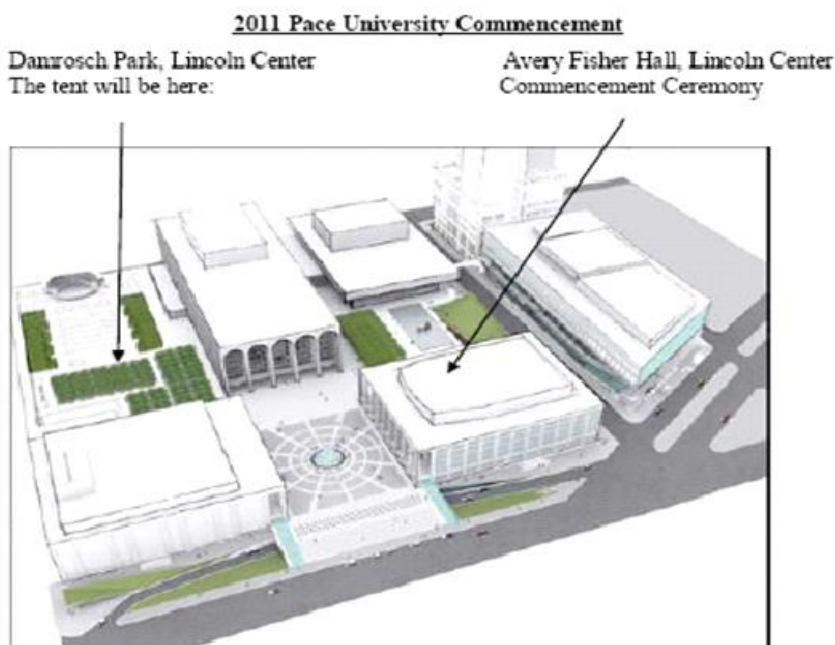 2011 Pace University Commencement
Damrosch Park, Lincoln Center
The tent will be here:
Avery Fisher Hall, Lincoln Center
Commencement Ceremony